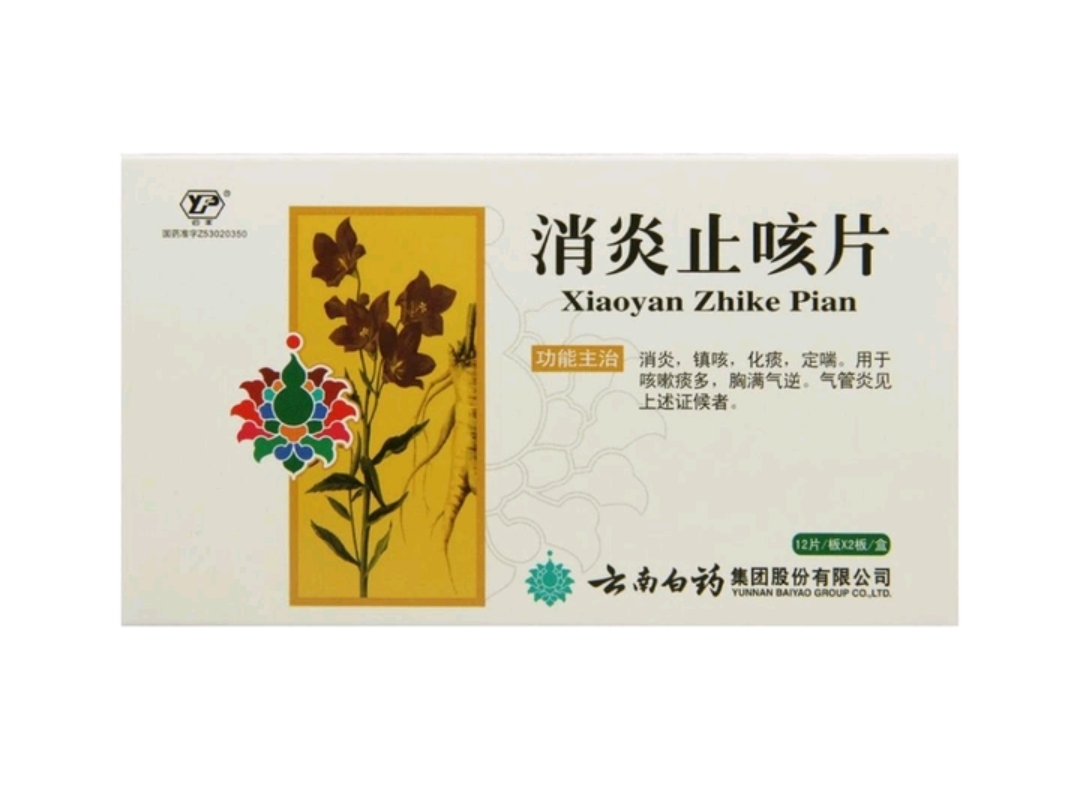 YP®
国药准字Z53020350
消炎止咳片
Xiaoyan Zhike Pian
功能主治
消炎，镇咳，化痰，定喘。用于
咳嗽痰多，胸满气逆。气管炎见
上述证候者。
12片/板X2板/盒
云南白药 集团股份有限公司
YUNNAN BAIYAO GROUP CO.,LTD.